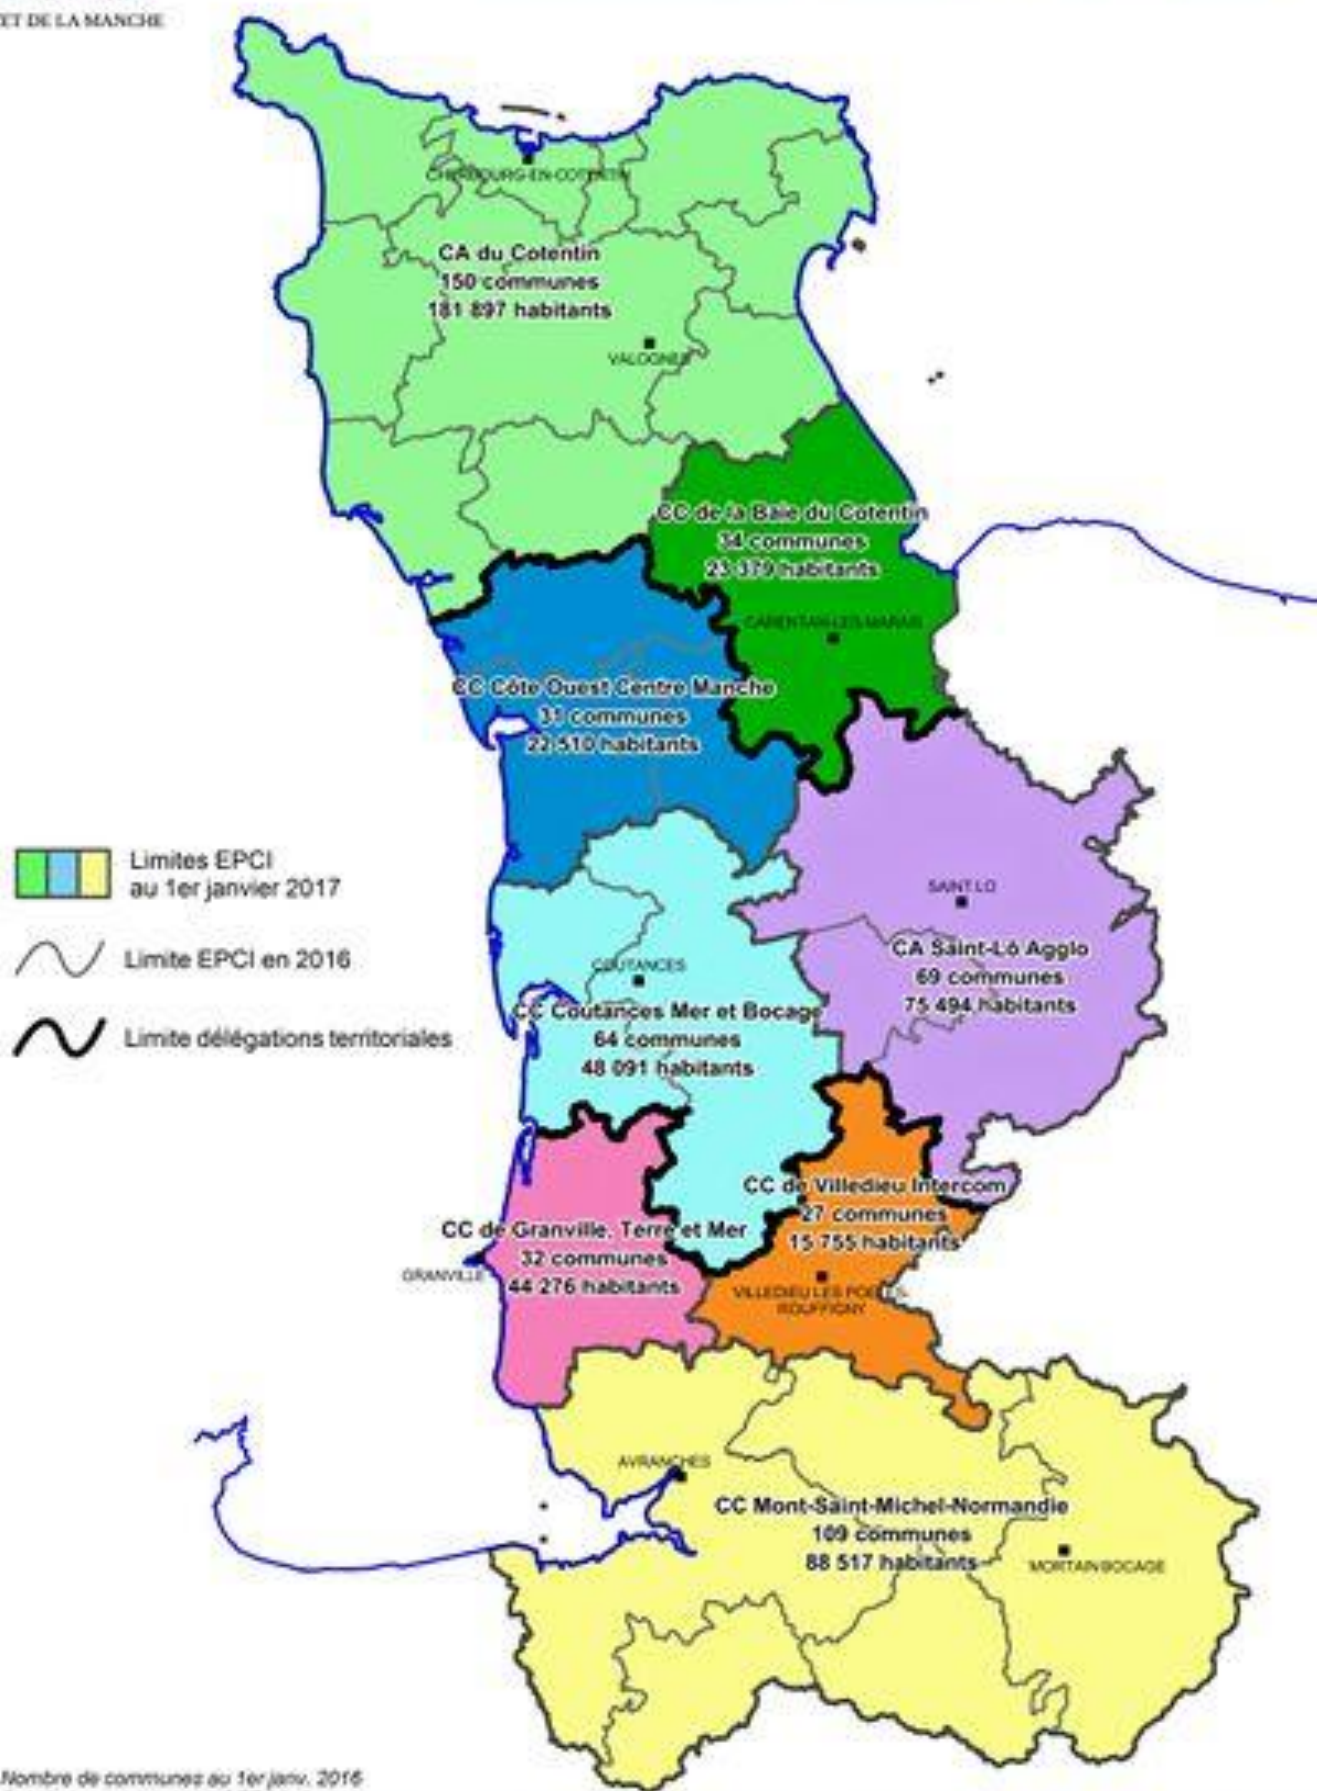 ET DE LA MANCHE
CHERBOURG-EN-COTENTIN
CA du Cotentin
150 communes
181 897 habitants
VALOGNES
CC de la Baie du Cotentin
34 communes
23 379 habitants
CARENTAN-LES-MARAIS
CC Côte Ouest Centre Manche
31 communes
22 510 habitants
Limites EPCI
au 1er janvier 2017
Limite EPCI en 2016
Limite délégations territoriales
SAINT LO
CA Saint-Lô Agglo
69 communes
75 494 habitants
COUTANCES
CC Coutances Mer et Bocage
64 communes
48 091 habitants
CC de Villedieu Intercom
27 communes
15 755 habitants
VILLEDIEU LES POELES-
ROUFFIGNY
CC de Granville, Terre et Mer
32 communes
44 276 habitants
GRANVILLE
AVRANCHES
CC Mont-Saint-Michel-Normandie
109 communes
88 517 habitants
MORTAIN BOCAGE
Nombre de communes au 1er janv. 2016